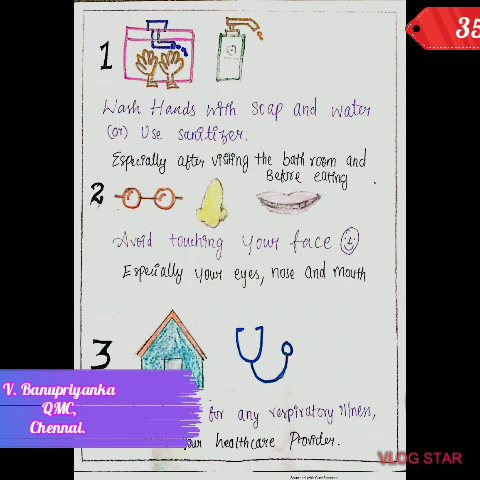 35
1
Wash Hands with soap and water
(or) Use sanitizer.
Especially after visiting the bathroom and
Before eating.
2
Avoid touching your face
Especially your eyes, nose and mouth
3
for any respiratory illness,
healthcare Provider.
V. Banupriyanka
QMC,
Chennai.
VLOG STAR